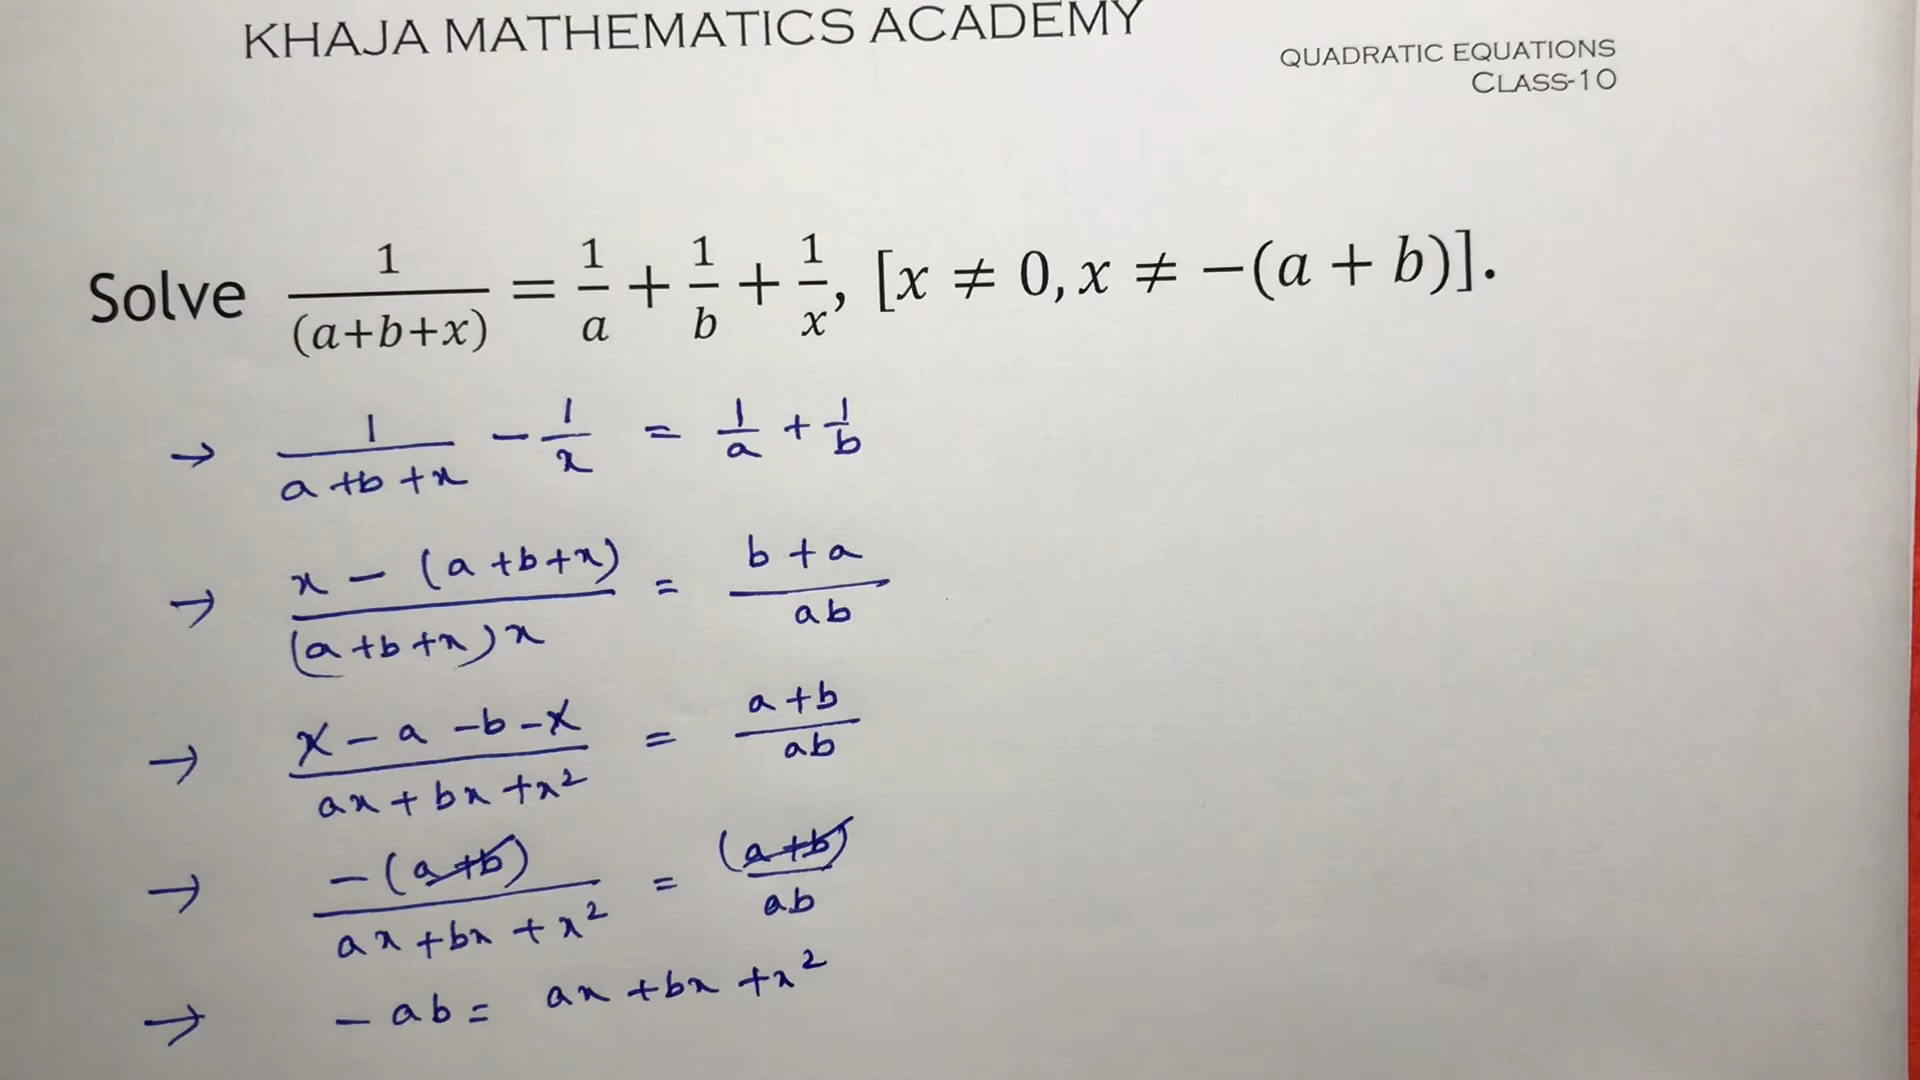 KHAJA MATHEMATICS ACADEMY
QUADRATIC EQUATIONS
CLASS-10
Solve 1/(a+b+x) = 1/a + 1/b + 1/x, [x ≠ 0, x ≠ −(a + b)].
→ 1/(a+b+x) − 1/x = 1/a + 1/b
→ (x − (a+b+x))/((a+b+x)x) = (b+a)/(ab)
→ (x − a − b − x)/(ax + bx + x²) = (a+b)/(ab)
→ −(a+b)/(ax + bx + x²) = (a+b)/(ab)
→ − ab = ax + bx + x²